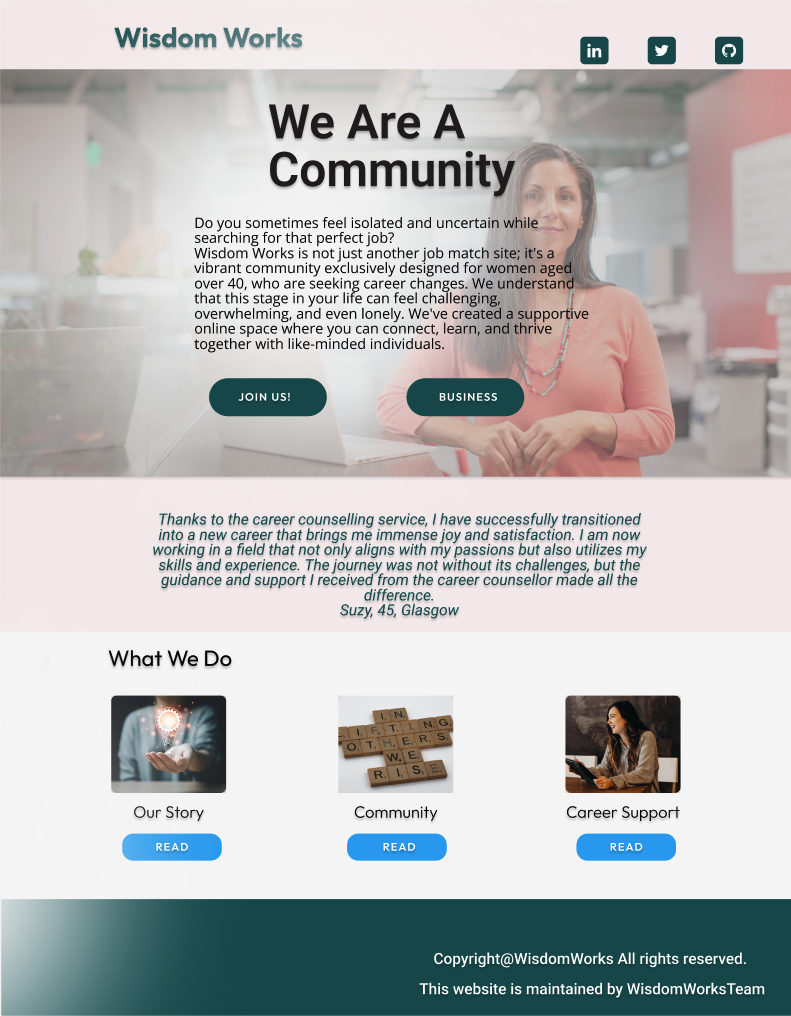 Wisdom Works
in
We Are A
Community
Do you sometimes feel isolated and uncertain while
searching for that perfect job?
Wisdom Works is not just another job match site; it's a
vibrant community exclusively designed for women aged
over 40, who are seeking career changes. We understand
that this stage in your life can feel challenging,
overwhelming, and even lonely. We've created a supportive
online space where you can connect, learn, and thrive
together with like-minded individuals.
JOIN US!
BUSINESS
Thanks to the career counselling service, I have successfully transitioned
into a new career that brings me immense joy and satisfaction. I am now
working in a field that not only aligns with my passions but also utilizes my
skills and experience. The journey was not without its challenges, but the
guidance and support I received from the career counsellor made all the
difference.
Suzy, 45, Glasgow
What We Do
IN
LIFTING
OTHERS
WE
RISE
Our Story
Community
Career Support
READ
READ
READ
Copyright@WisdomWorks All rights reserved.
This website is maintained by WisdomWorksTeam